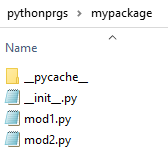 pythonprgs > mypackage
Name
__pycache__
__init__.py
mod1.py
mod2.py